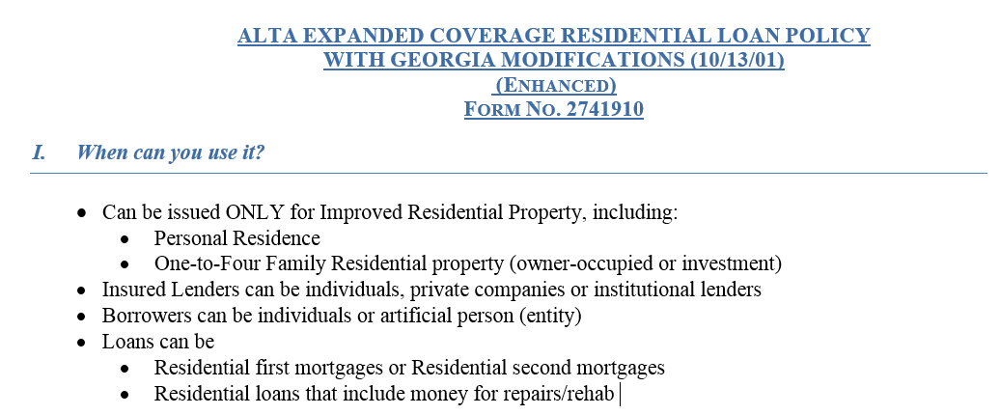 ALTA EXPANDED COVERAGE RESIDENTIAL LOAN POLICY
WITH GEORGIA MODIFICATIONS (10/13/01)
(ENHANCED)
FORM NO. 2741910
I. When can you use it?
• Can be issued ONLY for Improved Residential Property, including:
• Personal Residence
• One-to-Four Family Residential property (owner-occupied or investment)
• Insured Lenders can be individuals, private companies or institutional lenders
• Borrowers can be individuals or artificial person (entity)
• Loans can be
• Residential first mortgages or Residential second mortgages
• Residential loans that include money for repairs/rehab